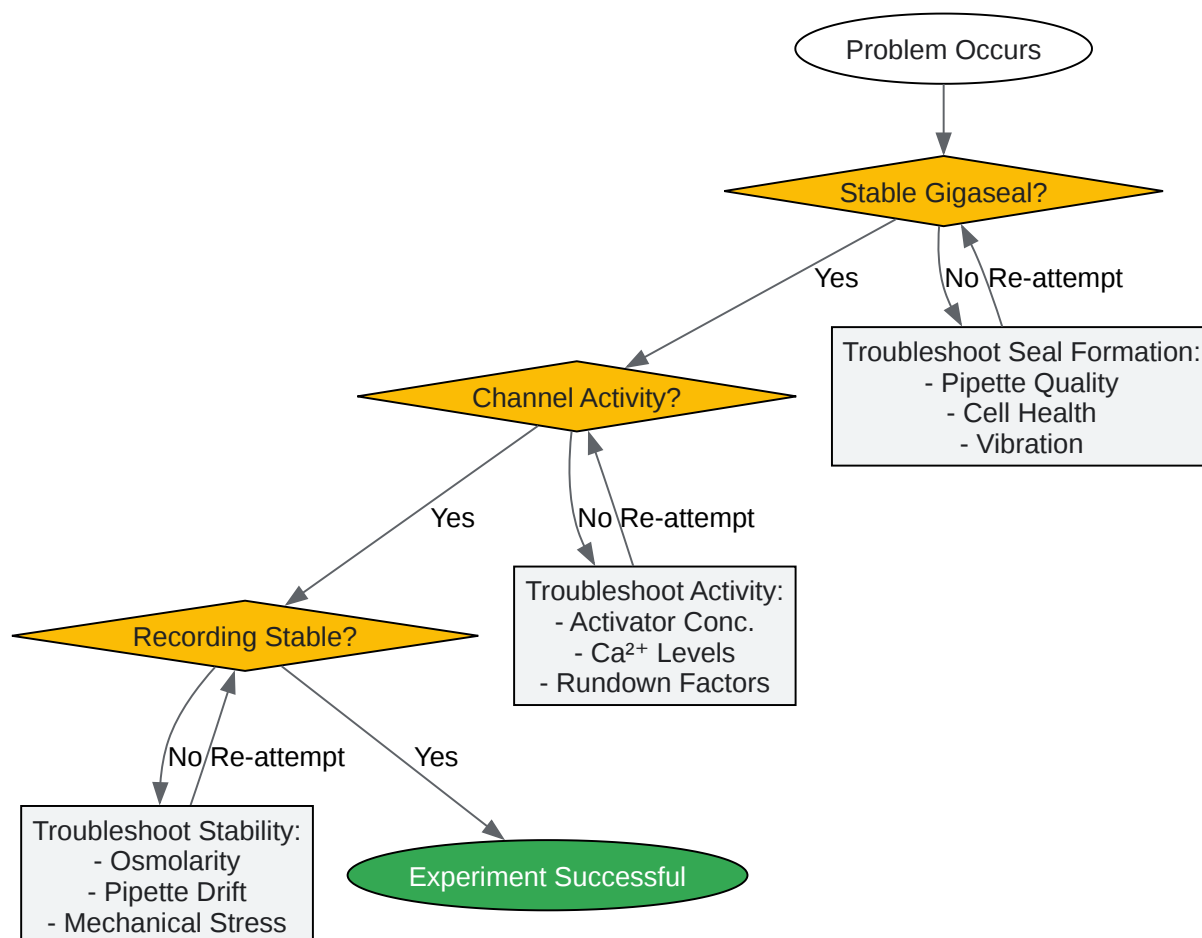 Problem Occurs
Stable Gigaseal?
Yes
No
Re-attempt
Troubleshoot Seal Formation:
- Pipette Quality
- Cell Health
- Vibration
Channel Activity?
Yes
No
Re-attempt
Troubleshoot Activity:
- Activator Conc.
- Ca²⁺ Levels
- Rundown Factors
Recording Stable?
No
Re-attempt
Yes
Troubleshoot Stability:
- Osmolarity
- Pipette Drift
- Mechanical Stress
Experiment Successful